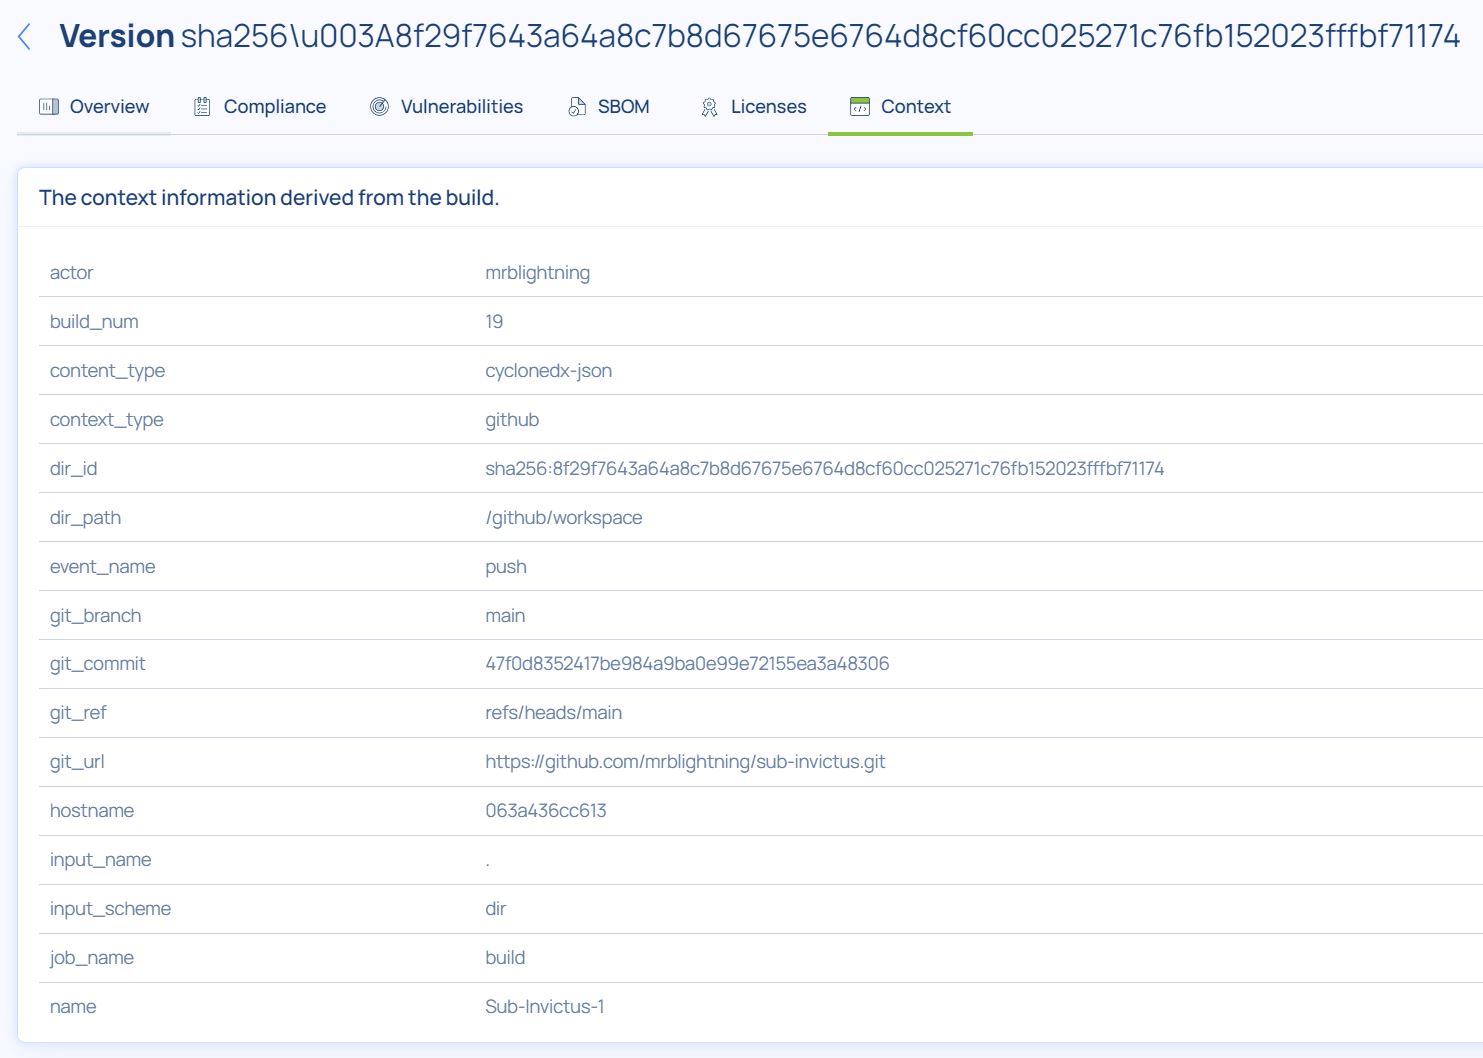 Version sha256\u003A8f29f7643a64a8c7b8d67675e6764d8cf60cc025271c76fb152023fffbf71174
Overview Compliance Vulnerabilities SBOM Licenses Context
The context information derived from the build.
actor mrblightning
build_num 19
content_type cyclonedx-json
context_type github
dir_id sha256:8f29f7643a64a8c7b8d67675e6764d8cf60cc025271c76fb152023fffbf71174
dir_path /github/workspace
event_name push
git_branch main
git_commit 47f0d8352417be984a9ba0e99e72155ea3a48306
git_ref refs/heads/main
git_url https://github.com/mrblightning/sub-invictus.git
hostname 063a436cc613
input_name .
input_scheme dir
job_name build
name Sub-Invictus-1